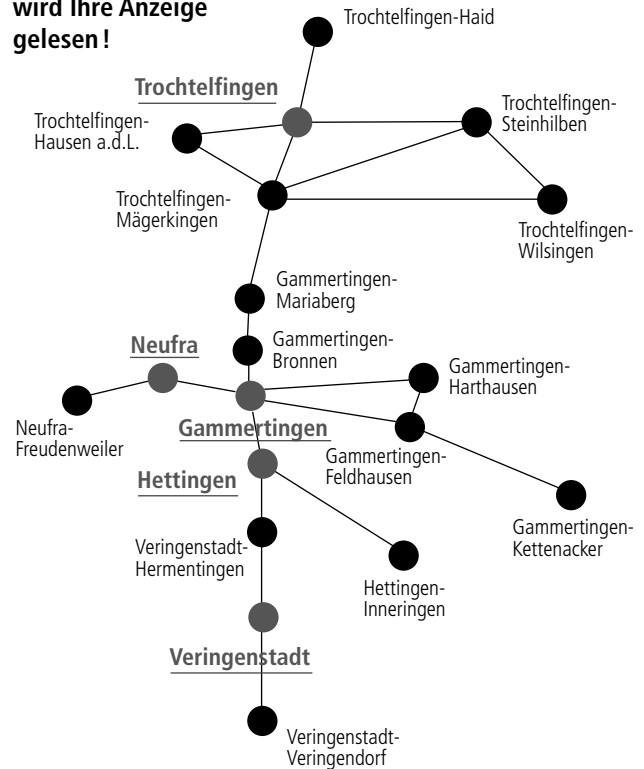 wird Ihre Anzeige
gelesen !
Trochtelfingen-Haid
Trochtelfingen
Trochtelfingen-
Hausen a.d.L.
Trochtelfingen-
Steinhilben
Trochtelfingen-
Mägerkingen
Trochtelfingen-
Wilsingen
Gammertingen-
Mariaberg
Gammertingen-
Bronnen
Neufra
Gammertingen-
Harthausen
Neufra-
Freudenweiler
Gammertingen
Gammertingen-
Feldhausen
Hettingen
Gammertingen-
Kettenacker
Veringenstadt-
Hermentingen
Hettingen-
Inneringen
Veringenstadt
Veringenstadt-
Veringendorf